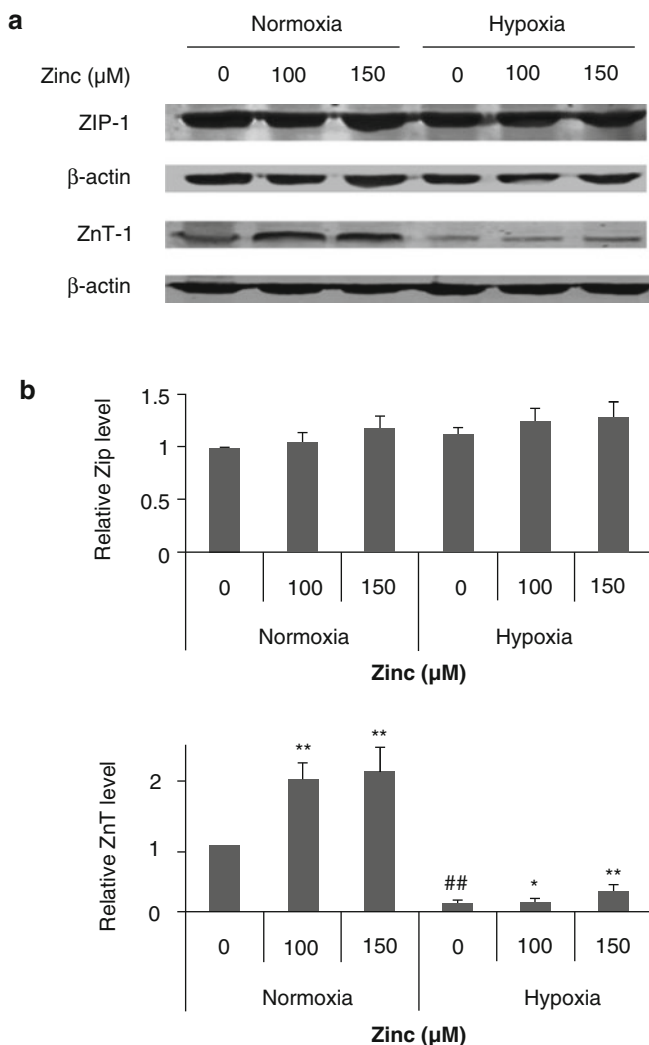 a
Normoxia Hypoxia
Zinc (µM) 0 100 150 0 100 150
ZIP-1
β-actin
ZnT-1
β-actin
b
Relative Zip level
1.5
1
0.5
0
0 100 150 0 100 150
Normoxia Hypoxia
Zinc (µM)
Relative ZnT level
2
1
0
** ** ## * **
0 100 150 0 100 150
Normoxia Hypoxia
Zinc (µM)